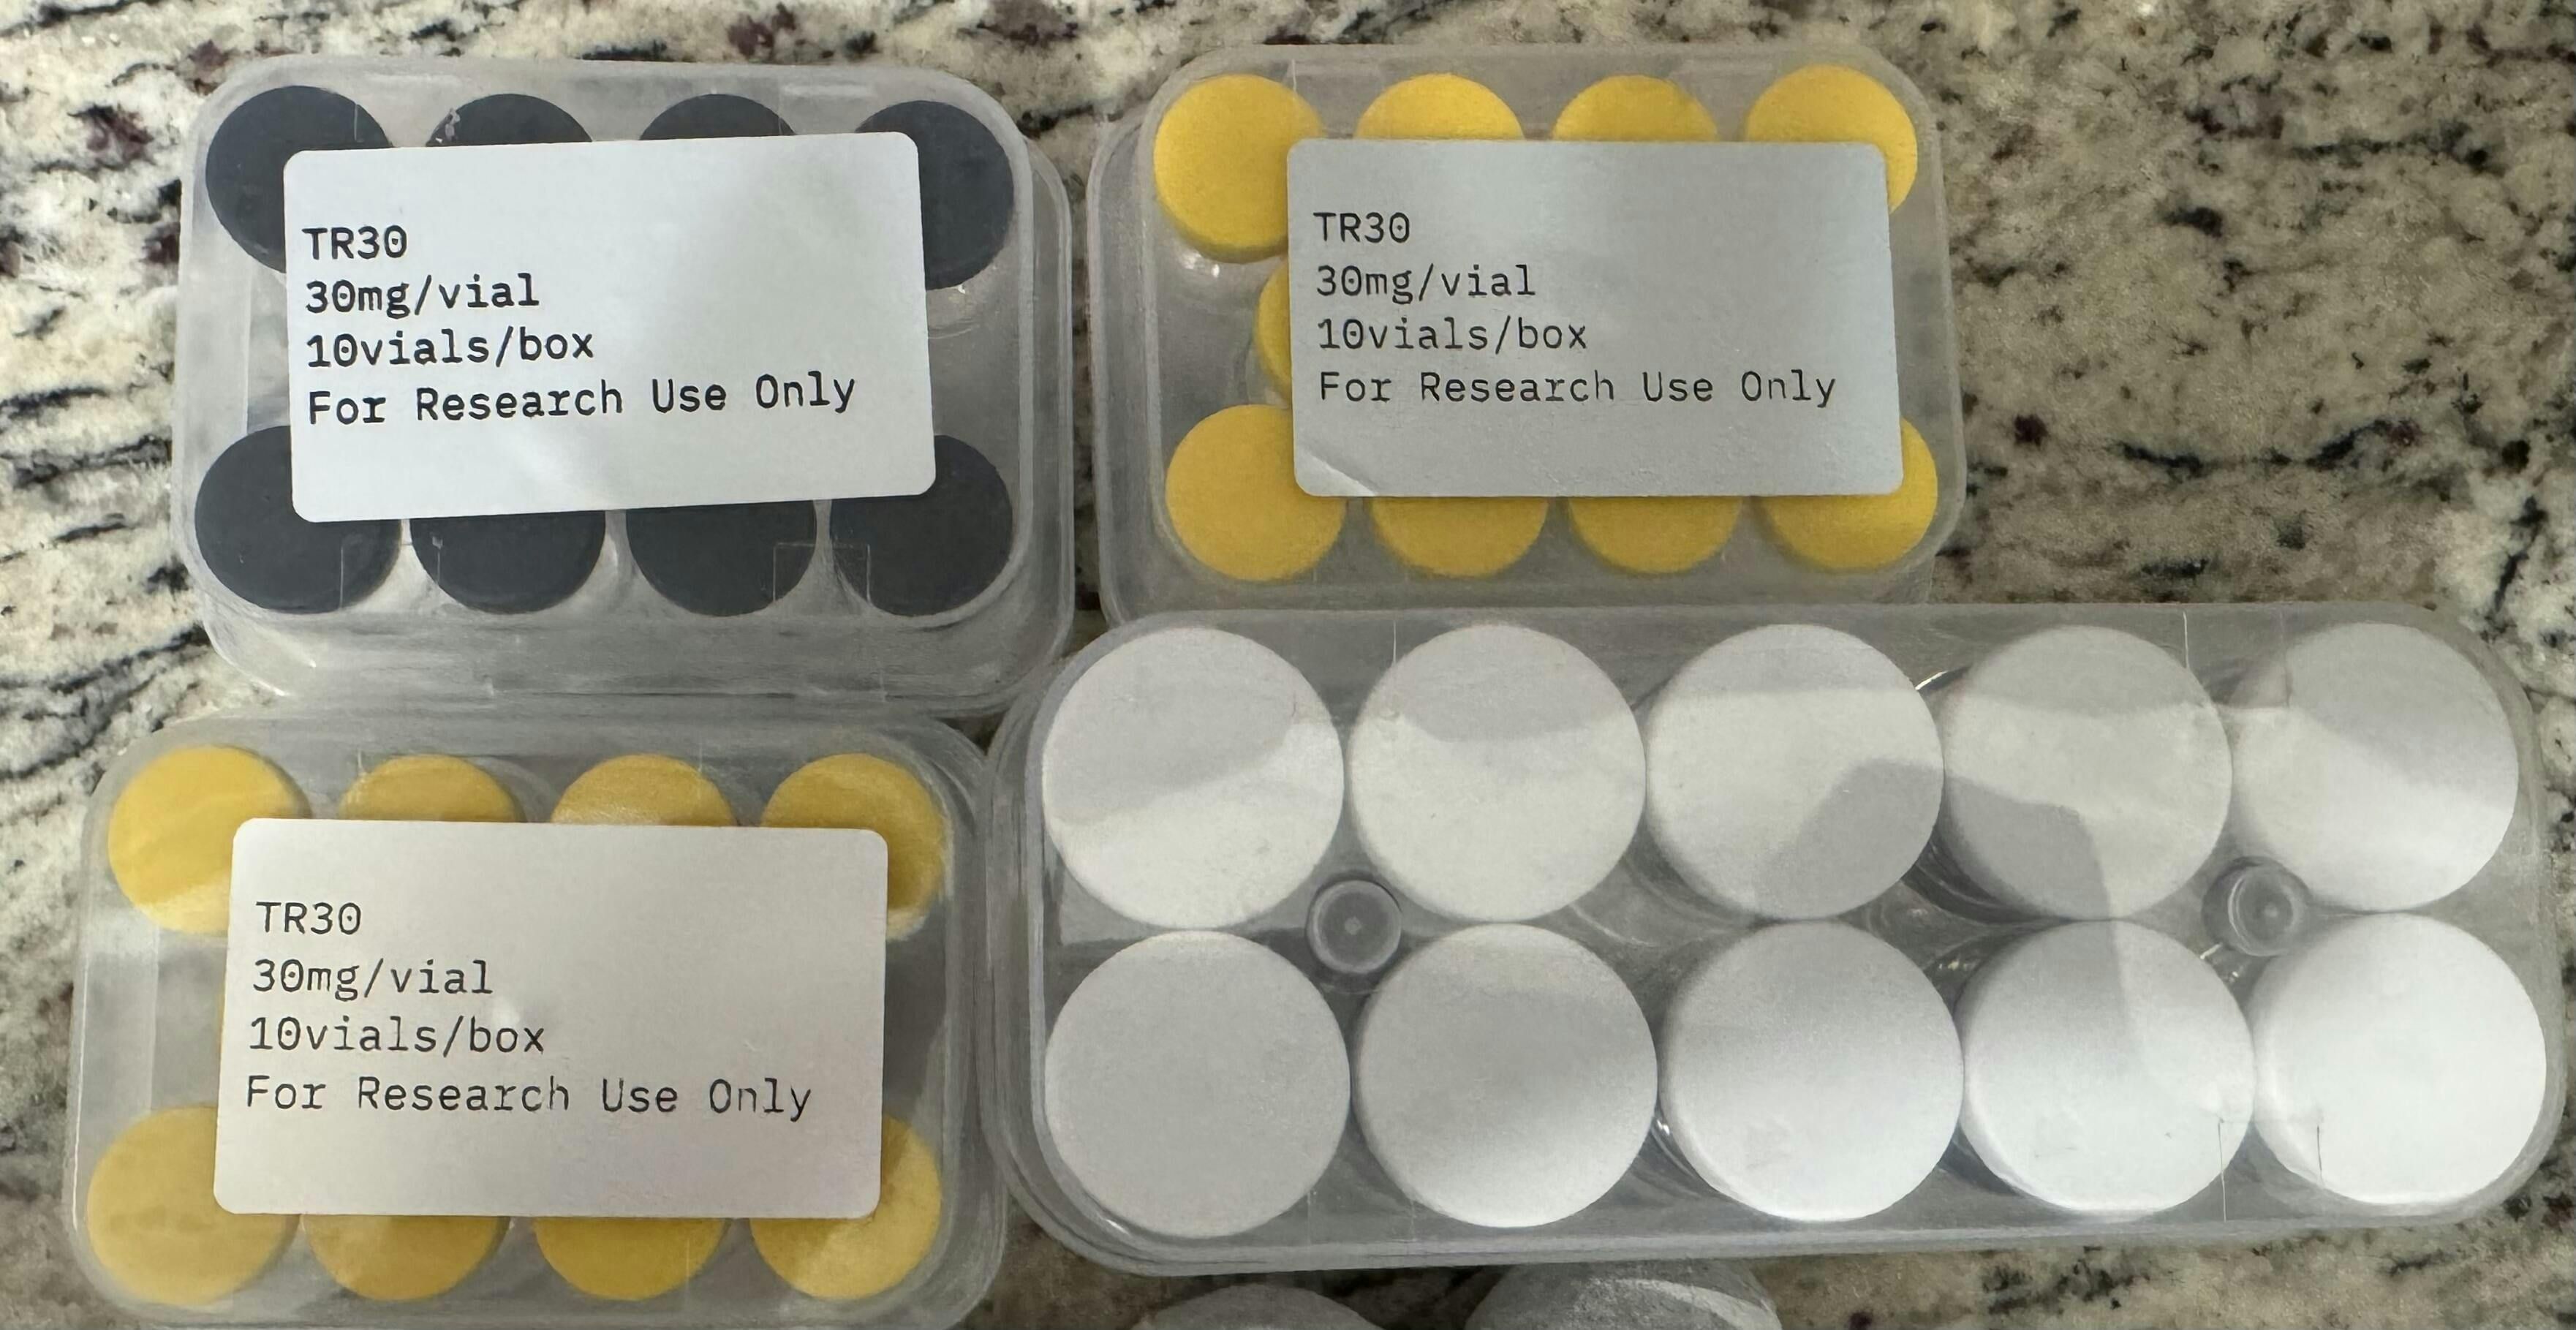 TR30
30mg/vial
10vials/box
For Research Use Only
TR30
30mg/vial
10vials/box
For Research Use Only
TR30
30mg/vial
10vials/box
For Research Use Only